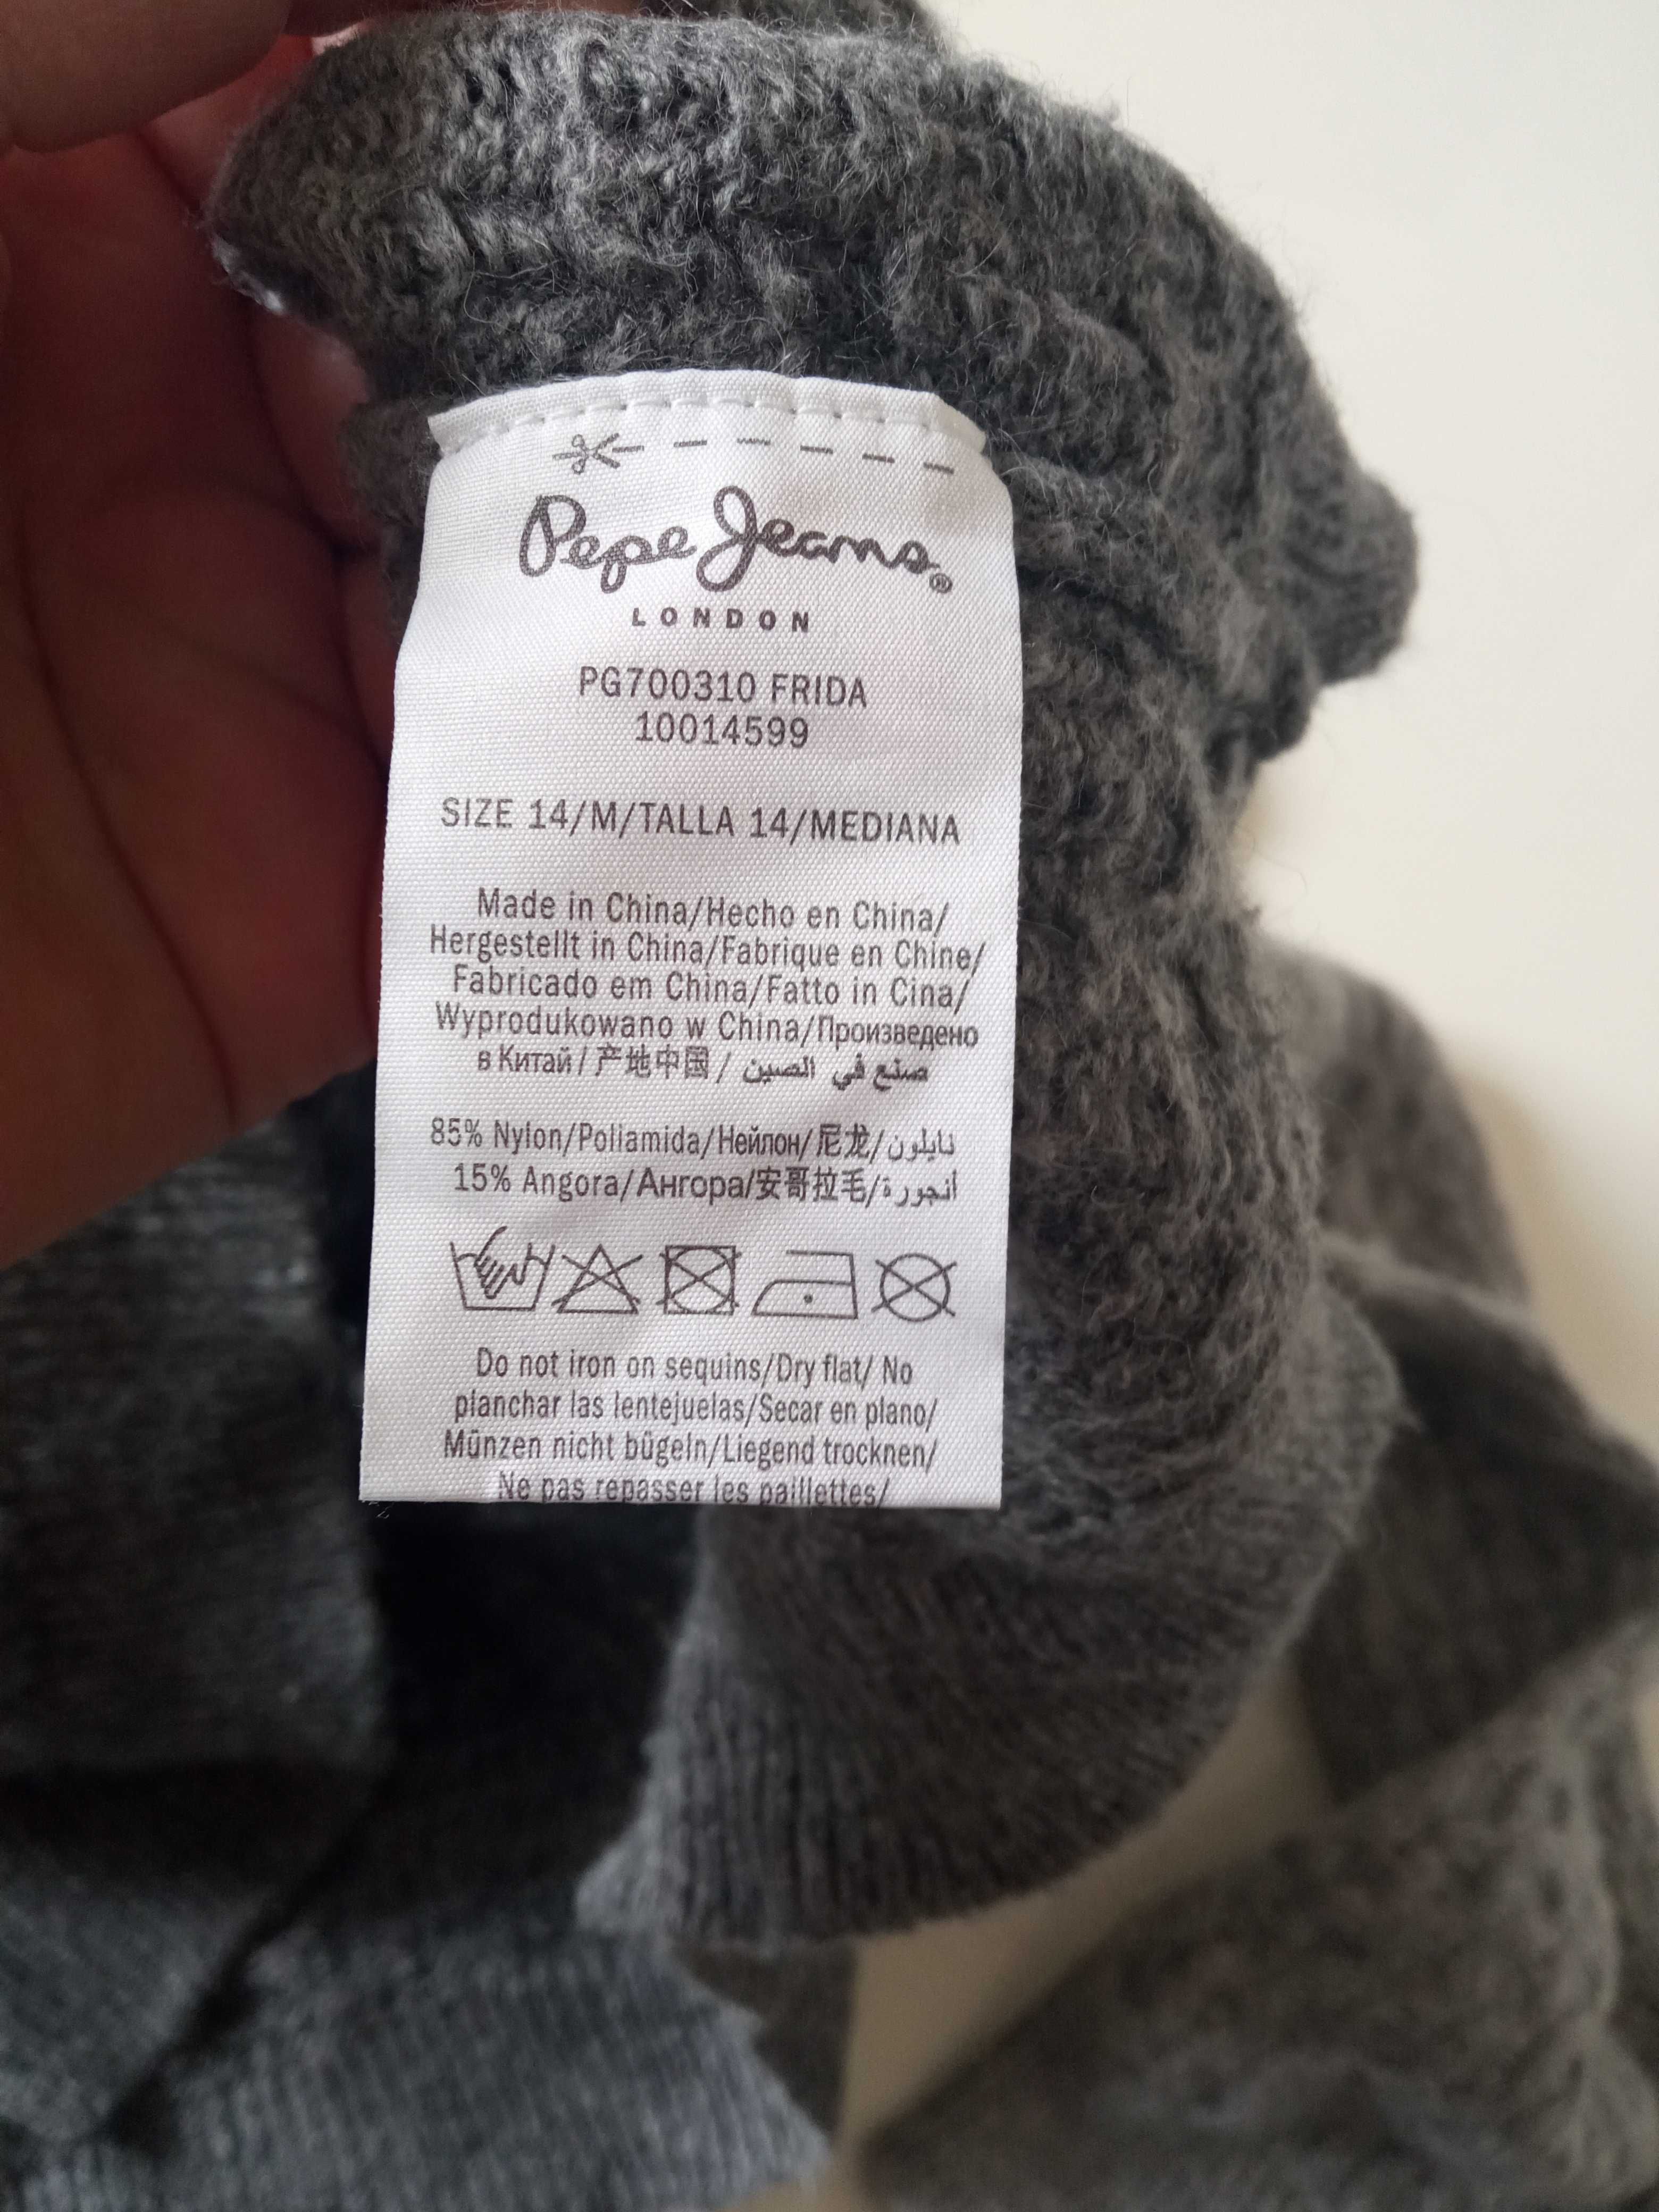 Pepe Jeans®
LONDON
PG700310 FRIDA
10014599
SIZE 14/M/TALLA 14/MEDIANA
Made in China/Hecho en China/
Hergestellt in China/Fabrique en Chine/
Fabricado em China/Fatto in Cina/
Wyprodukowano w China/Произведено
в Китай/产地中国/ صنع في الصين
85% Nylon/Poliamida/Нейлон/尼龙/نايلون
15% Angora/Ангора/安哥拉毛/أنجورة
Do not iron on sequins/Dry flat/ No
planchar las lentejuelas/Secar en plano/
Münzen nicht bügeln/Liegend trocknen/
Ne pas repasser les paillettes/